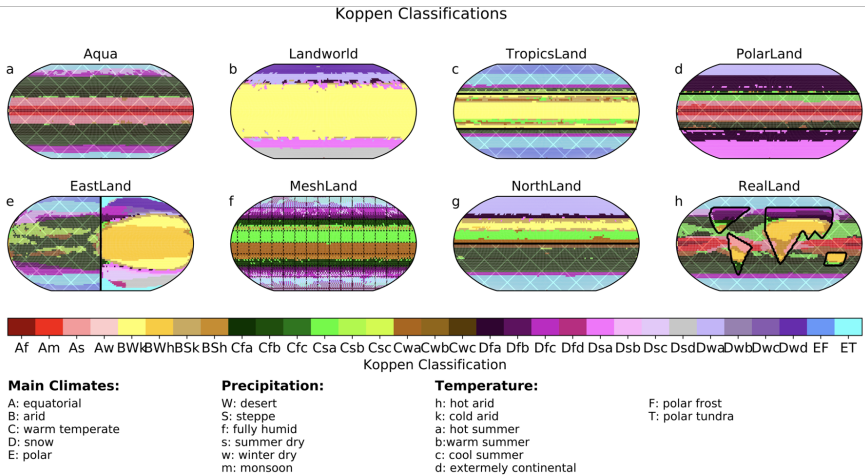 Koppen Classifications
Aqua Landworld TropicsLand PolarLand
a b c d
EastLand MeshLand NorthLand RealLand
e f g h
Af Am As Aw BWk BWh BSk BSh Cfa Cfb Cfc Csa Csb Csc Cwa Cwb Cwc Dfa Dfb Dfc Dfd Dsa Dsb Dsc Dsd Dwa Dwb Dwc Dwd EF ET
Koppen Classification
Main Climates:
A: equatorial
B: arid
C: warm temperate
D: snow
E: polar
Precipitation:
W: desert
S: steppe
f: fully humid
s: summer dry
w: winter dry
m: monsoon
Temperature:
h: hot arid
k: cold arid
a: hot summer
b:warm summer
c: cool summer
d: extermely continental
F: polar frost
T: polar tundra